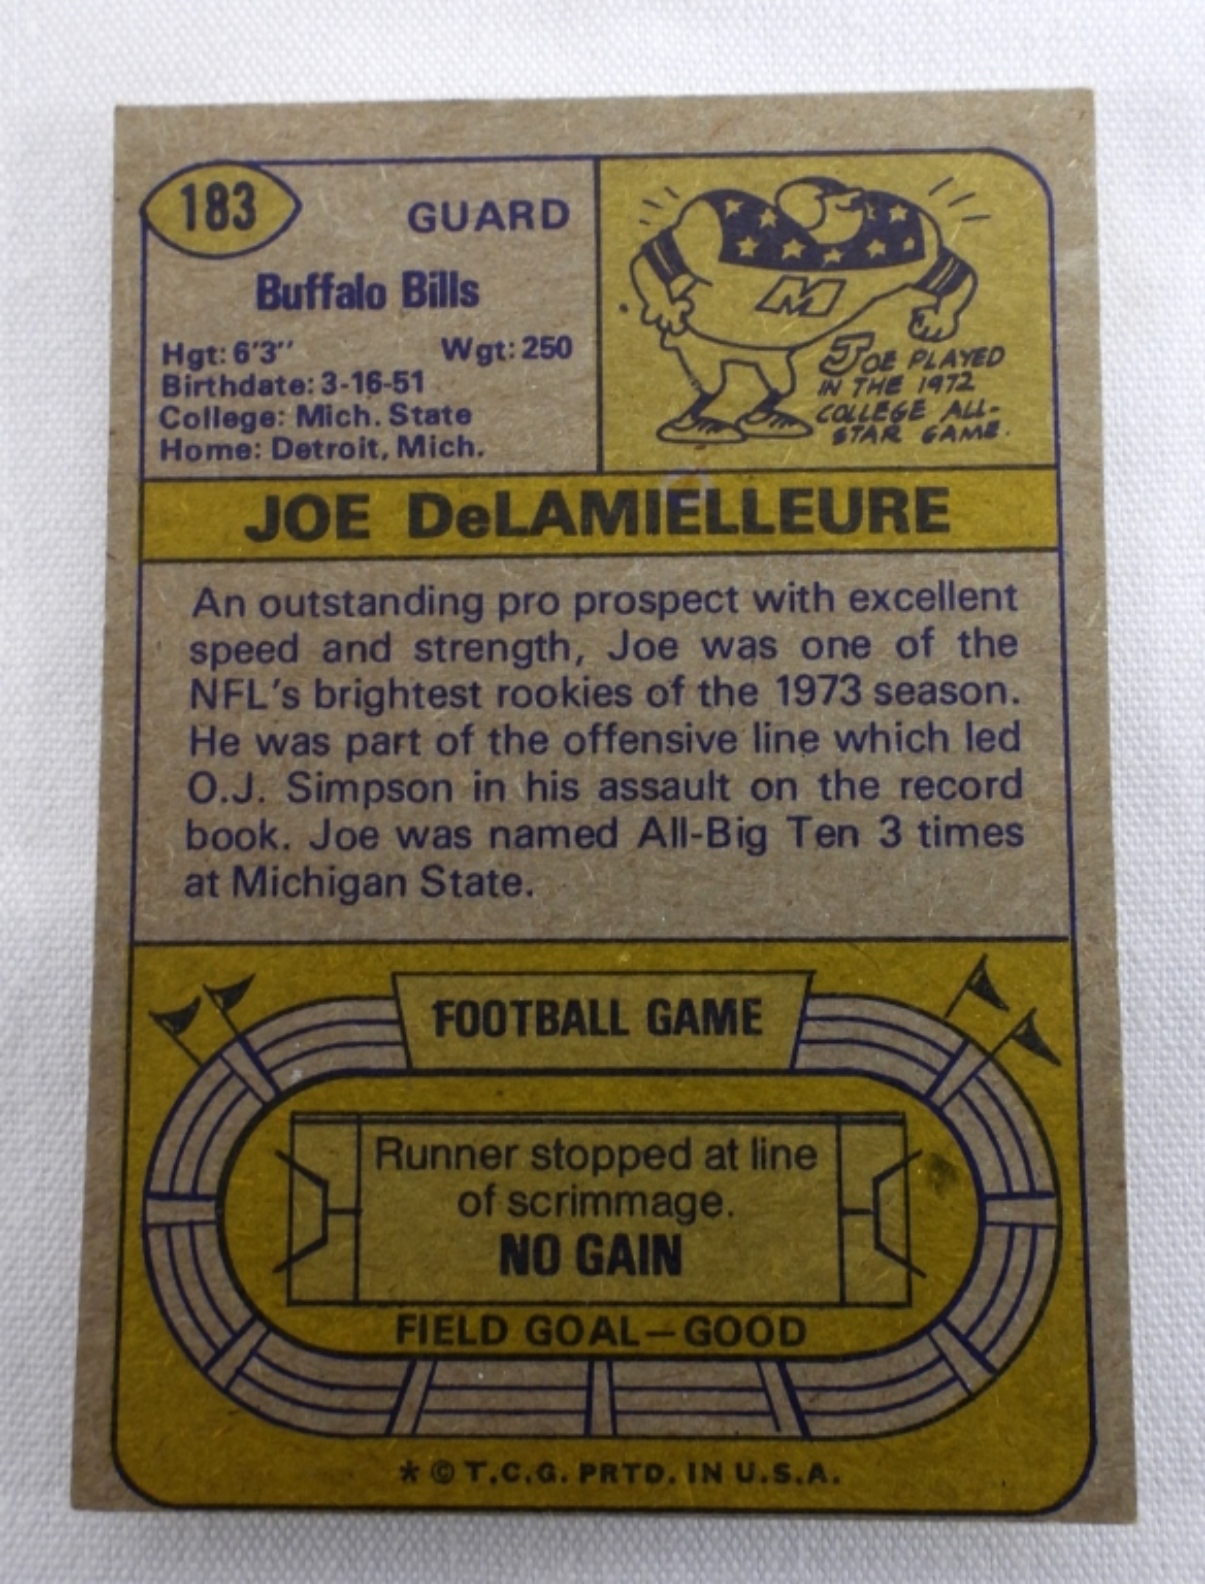 183
GUARD
Buffalo Bills
Hgt: 6'3" Wgt: 250
Birthdate: 3-16-51
College: Mich. State
Home: Detroit, Mich.
M
JOE PLAYED
IN THE 1972
COLLEGE ALL-
STAR GAME.
JOE DeLAMIELLEURE
An outstanding pro prospect with excellent
speed and strength, Joe was one of the
NFL's brightest rookies of the 1973 season.
He was part of the offensive line which led
O.J. Simpson in his assault on the record
book. Joe was named All-Big Ten 3 times
at Michigan State.
FOOTBALL GAME
Runner stopped at line
of scrimmage.
NO GAIN
FIELD GOAL—GOOD
* © T.C.G. PRTD. IN U.S.A.